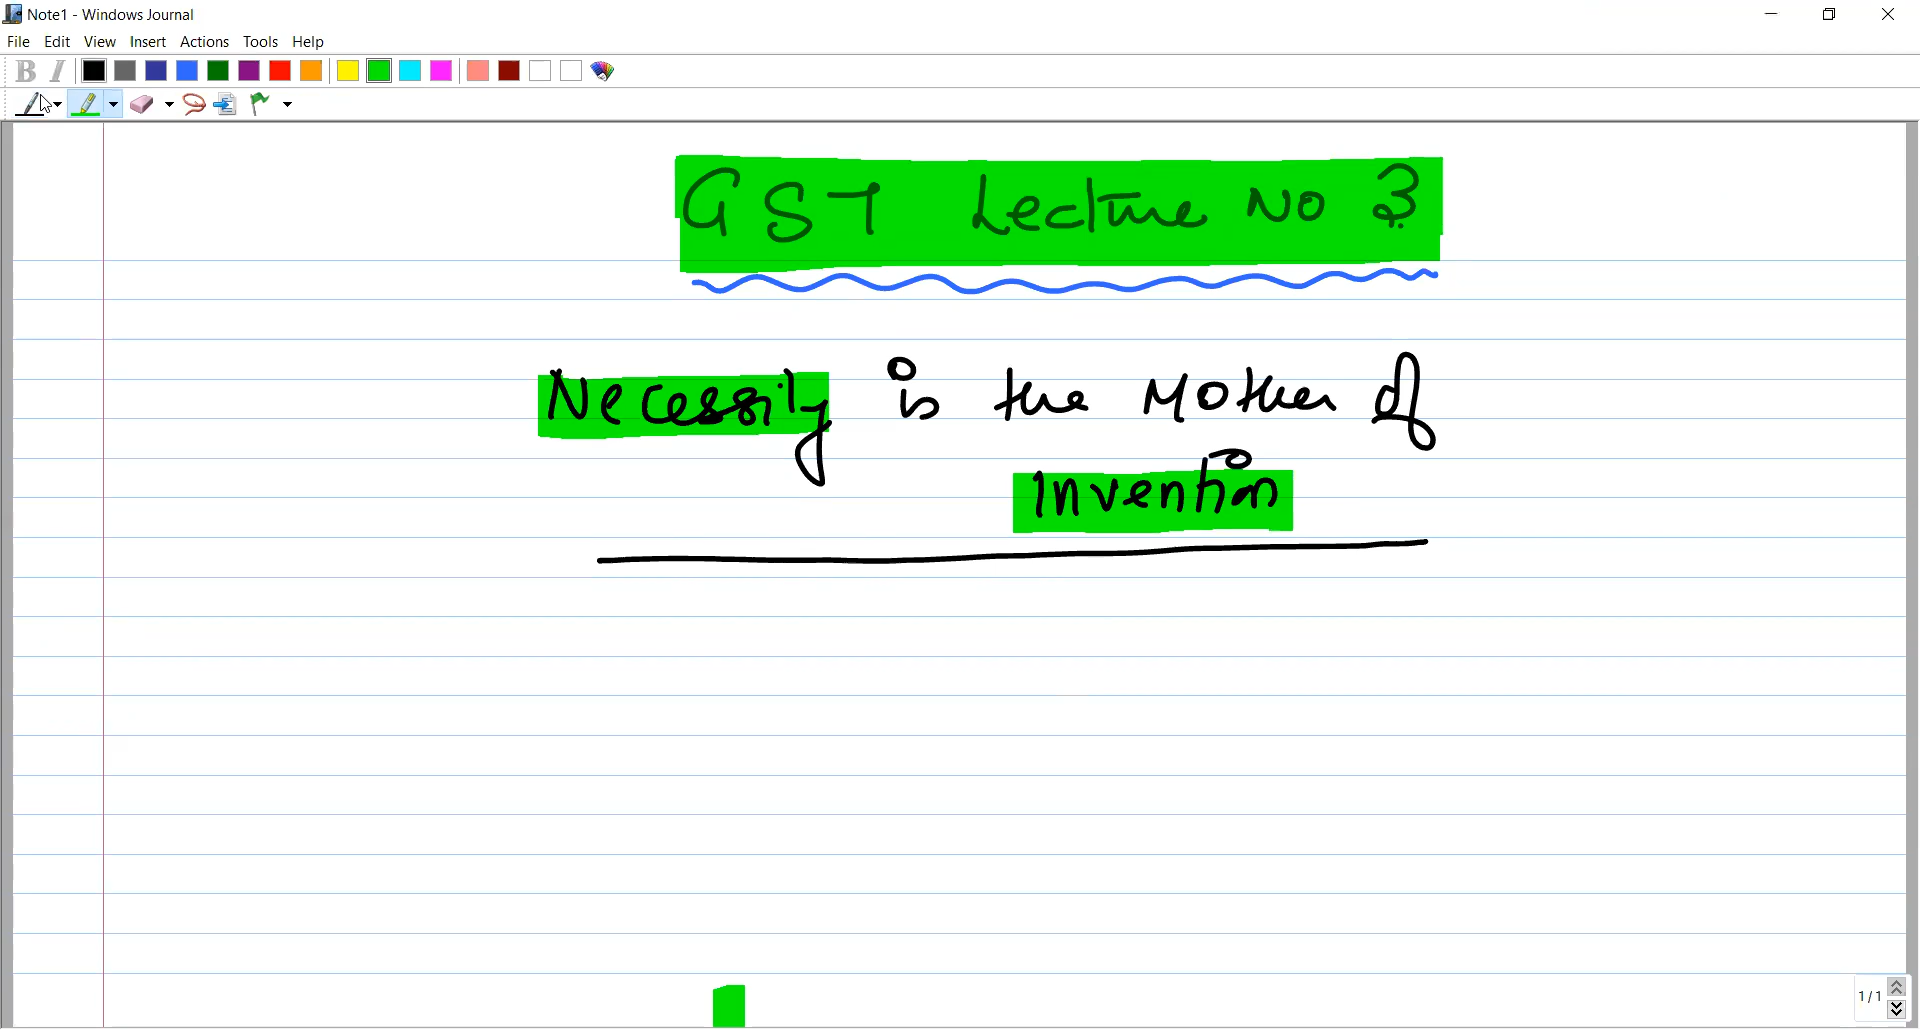 Note1 - Windows Journal
File Edit View Insert Actions Tools Help
B I
GST Lecture No 3
Necessity is the Mother of
Invention
1/1